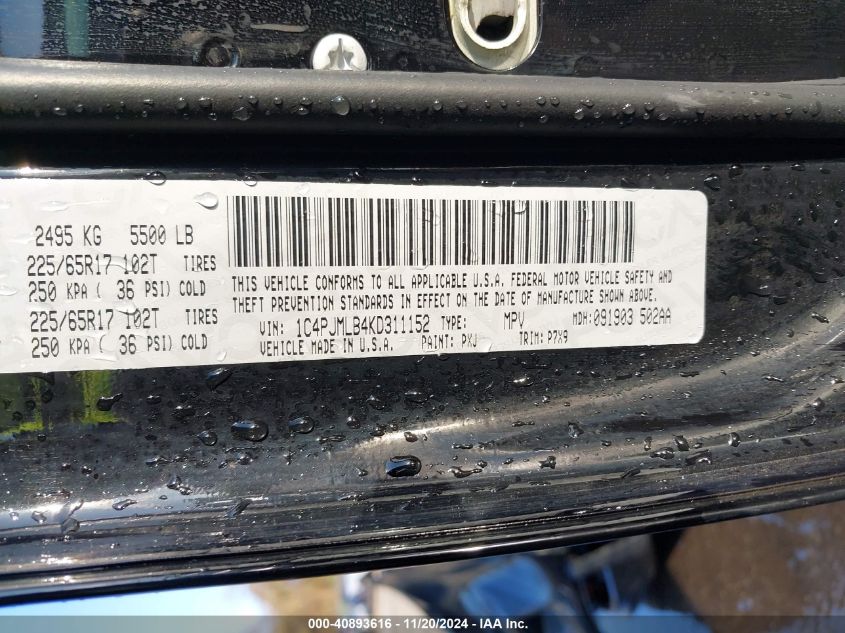 2495 KG 5500 LB
225/65R17 102T TIRES
250 KPA ( 36 PSI) COLD
225/65R17 102T TIRES
250 KPA ( 36 PSI) COLD
THIS VEHICLE CONFORMS TO ALL APPLICABLE U.S.A. FEDERAL MOTOR VEHICLE SAFETY AND
THEFT PREVENTION STANDARDS IN EFFECT ON THE DATE OF MANUFACTURE SHOWN ABOVE.
VIN: 1C4PJMLB4KD311152 TYPE: MPV MDH: 091903 502AA
VEHICLE MADE IN U.S.A. PAINT: PXJ TRIM: P7X9
000-40893616 - 11/20/2024 - IAA Inc.